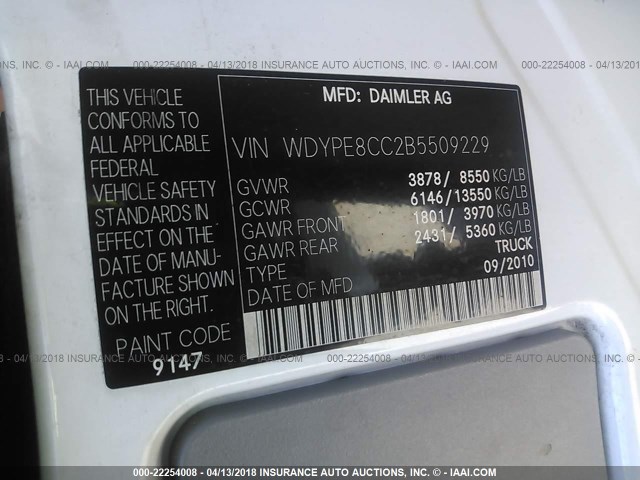 000-22254008 - 04/13/2018 INSURANCE AUTO AUCTIONS, INC. - © - IAAI.COM
MFD: DAIMLER AG
VIN WDYPE8CC2B5509229
GVWR 3878/ 8550 KG/LB
GCWR 6146/13550 KG/LB
GAWR FRONT 1801/ 3970 KG/LB
GAWR REAR 2431/ 5360 KG/LB
TYPE TRUCK
DATE OF MFD 09/2010
THIS VEHICLE
CONFORMS TO
ALL APPLICABLE
FEDERAL
VEHICLE SAFETY
STANDARDS IN
EFFECT ON THE
DATE OF MANU-
FACTURE SHOWN
ON THE RIGHT.
PAINT CODE
9147
000-22254008 - 04/13/2018 INSURANCE AUTO AUCTIONS, INC. - © - IAAI.COM
000-22254008 - 04/13/2018 INSURANCE AUTO AUCTIONS, INC. - © - IAAI.COM